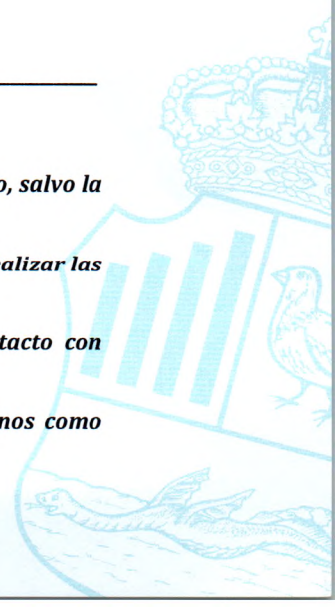 o, salvo la
alizar las
tacto con
nos como